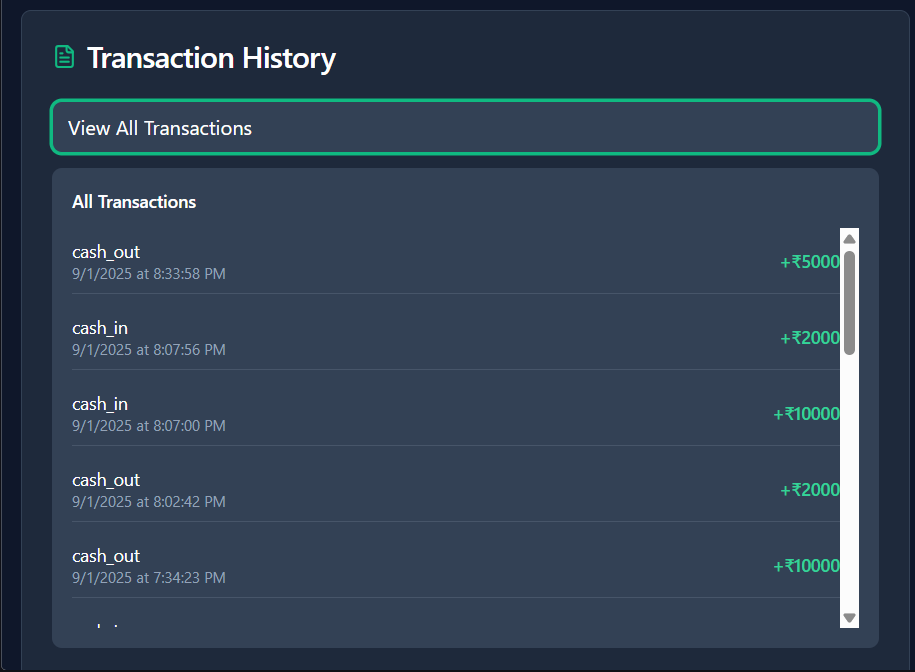 Transaction History
View All Transactions
All Transactions
cash_out
9/1/2025 at 8:33:58 PM
+₹5000
cash_in
9/1/2025 at 8:07:56 PM
+₹2000
cash_in
9/1/2025 at 8:07:00 PM
+₹10000
cash_out
9/1/2025 at 8:02:42 PM
+₹2000
cash_out
9/1/2025 at 7:34:23 PM
+₹10000